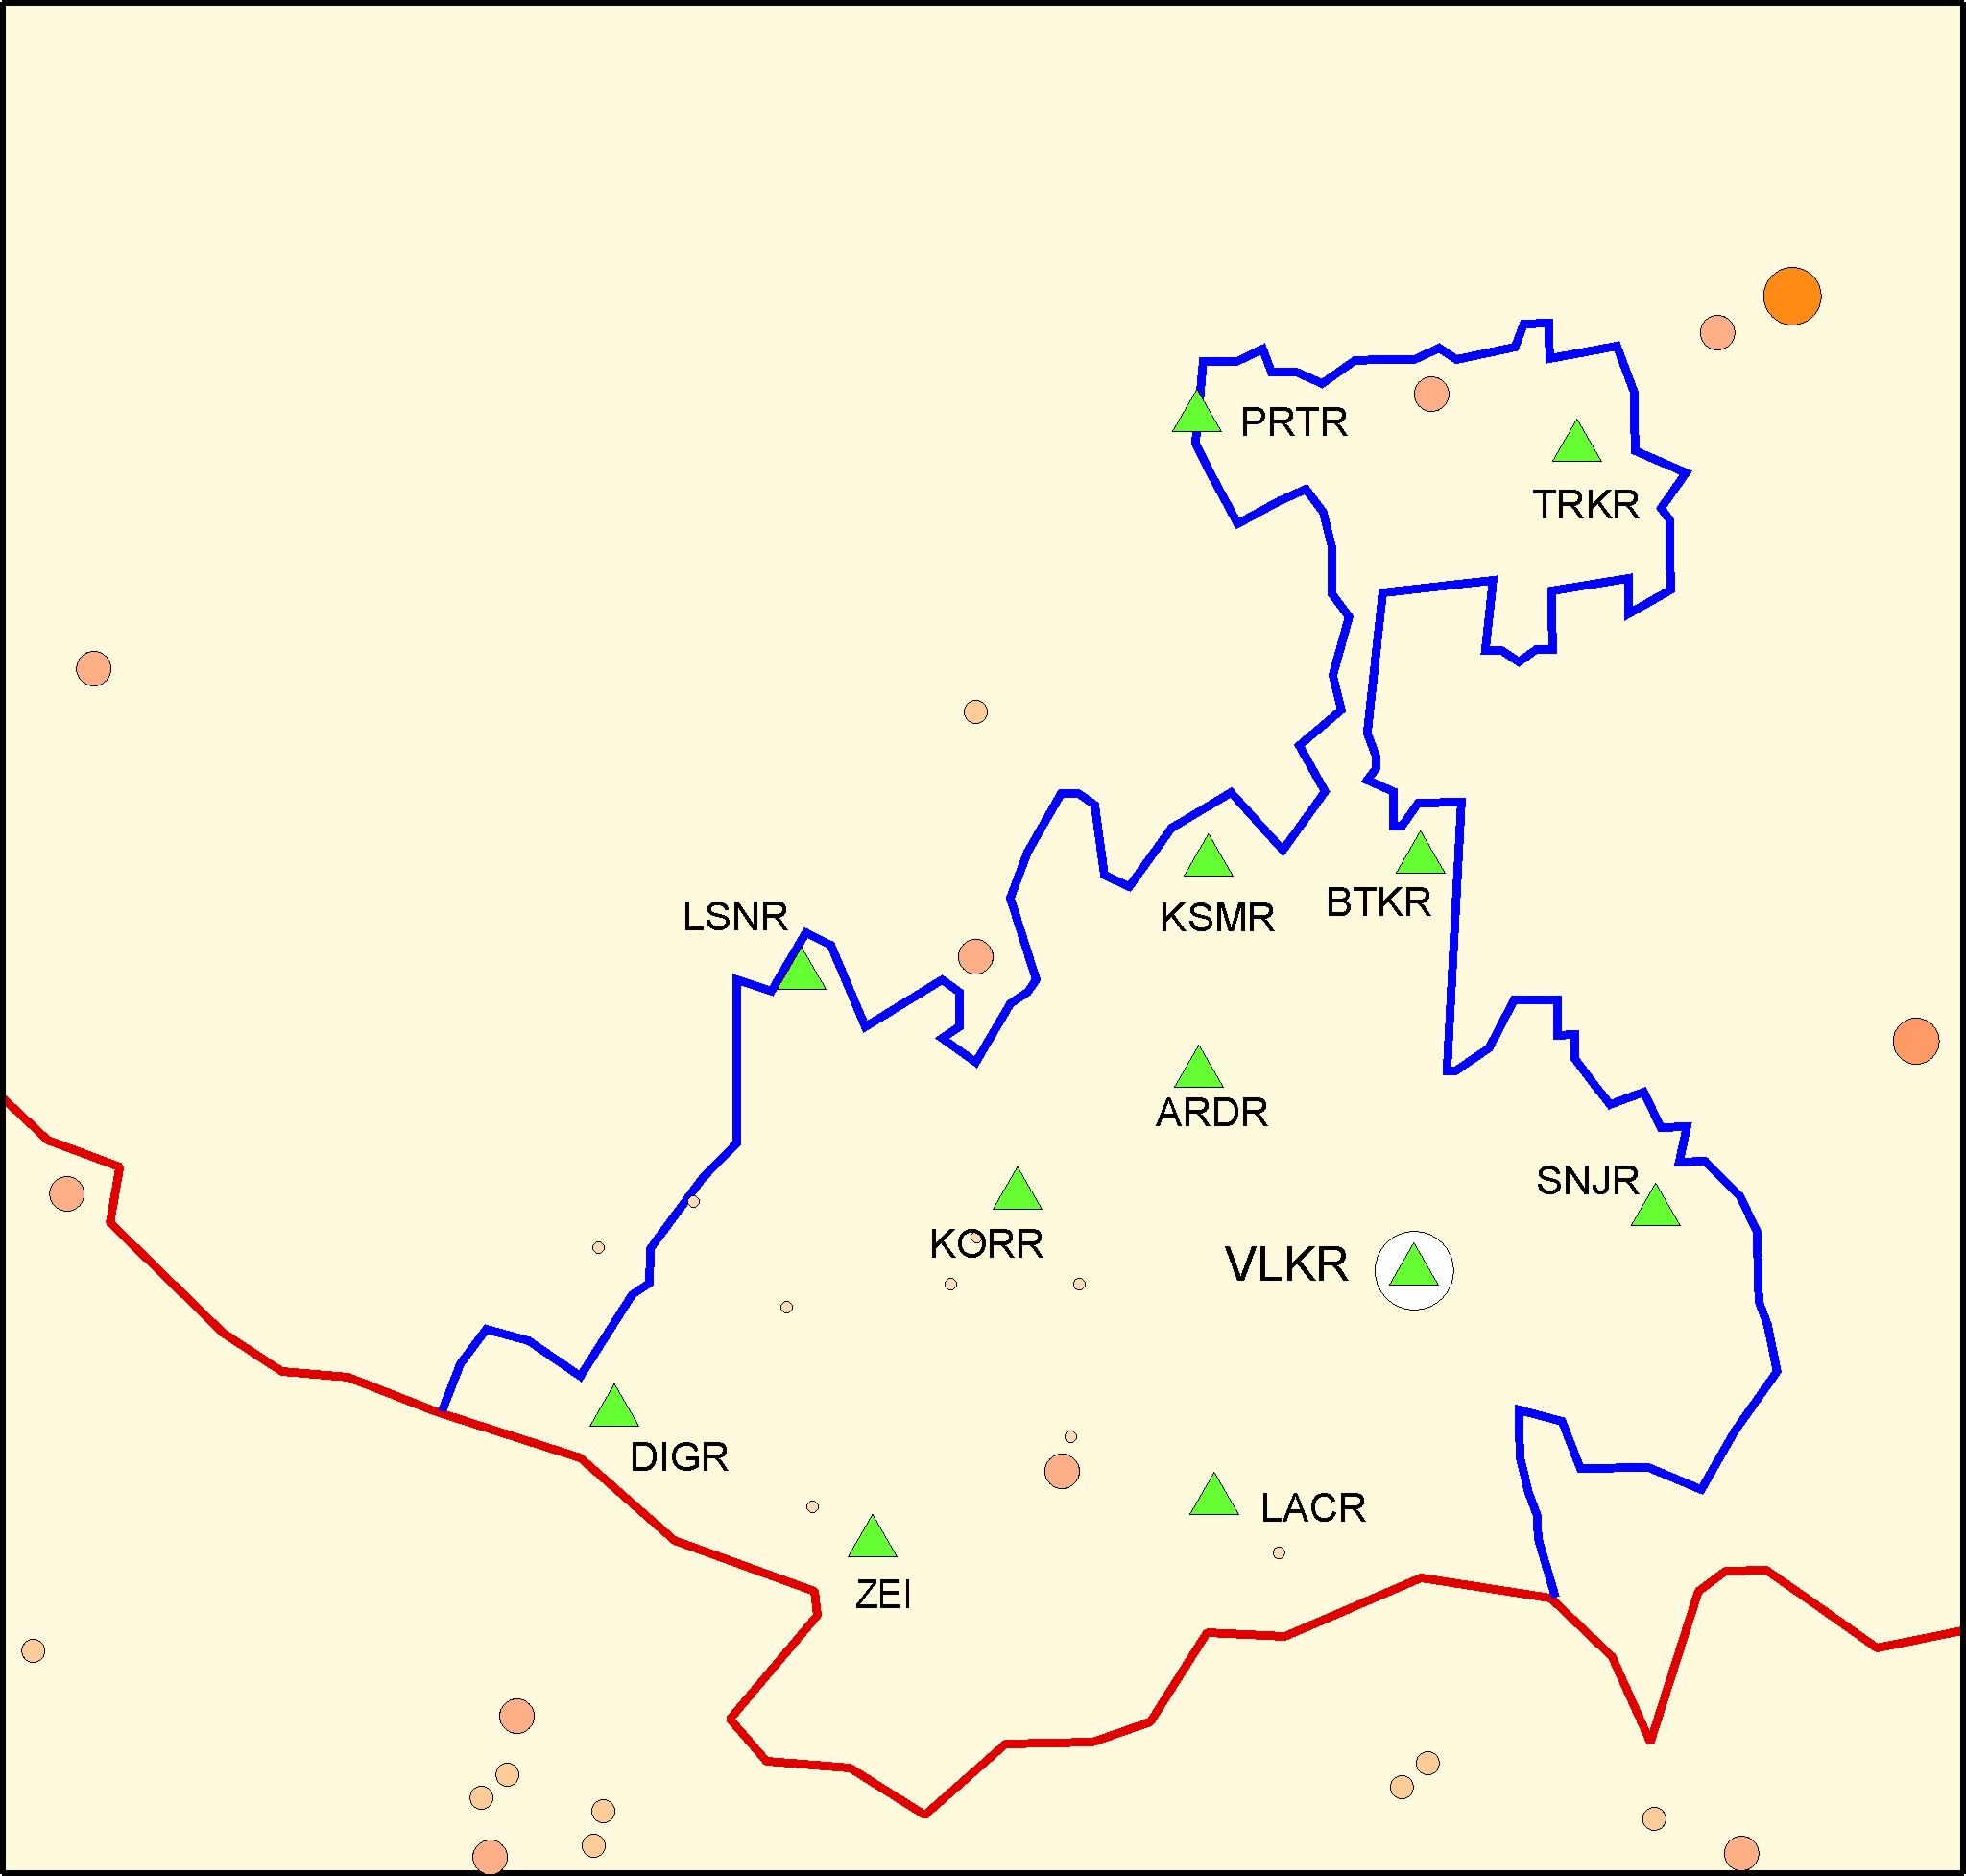 PRTR
TRKR
BTKR
LSNR
KSMR
ARDR
SNJR
KORR
VLKR
DIGR
LACR
ZEI